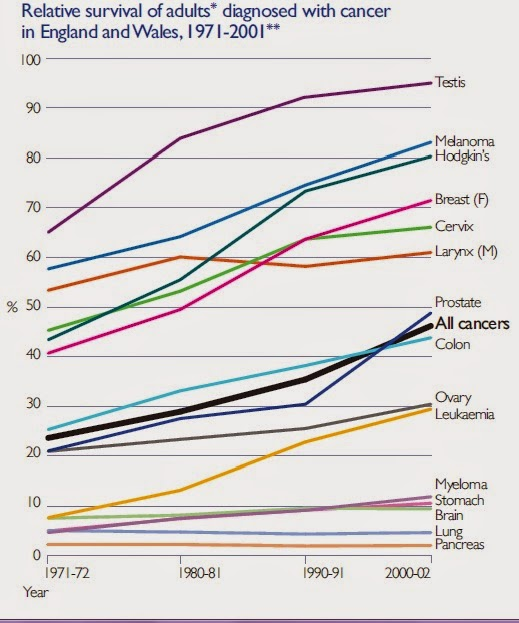 Relative survival of adults* diagnosed with cancer
in England and Wales, 1971-2001**
100
90
80
70
60
50
40
30
20
10
0
%
Testis
Melanoma
Hodgkin's
Breast (F)
Cervix
Larynx (M)
Prostate
All cancers
Colon
Ovary
Leukaemia
Myeloma
Stomach
Brain
Lung
Pancreas
1971-72 1980-81 1990-91 2000-02
Year